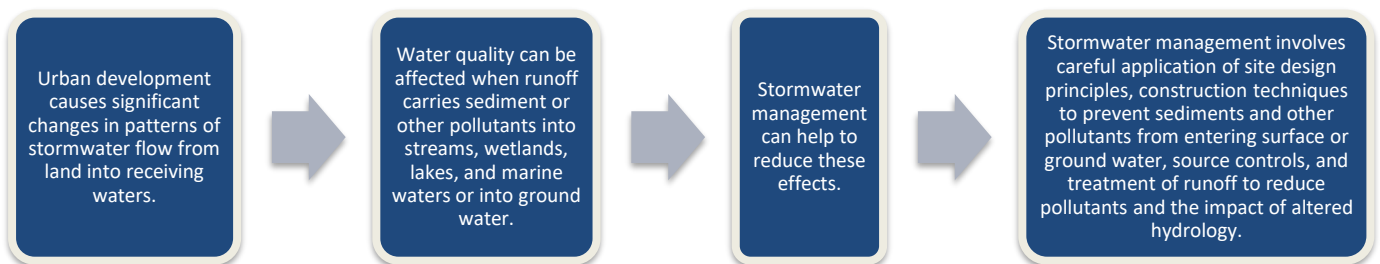 Urban development
causes significant
changes in patterns of
stormwater flow from
land into receiving
waters.
Water quality can be
affected when runoff
carries sediment or
other pollutants into
streams, wetlands,
lakes, and marine
waters or into ground
water.
Stormwater
management
can help to
reduce these
effects.
Stormwater management involves
careful application of site design
principles, construction techniques
to prevent sediments and other
pollutants from entering surface or
ground water, source controls, and
treatment of runoff to reduce
pollutants and the impact of altered
hydrology.